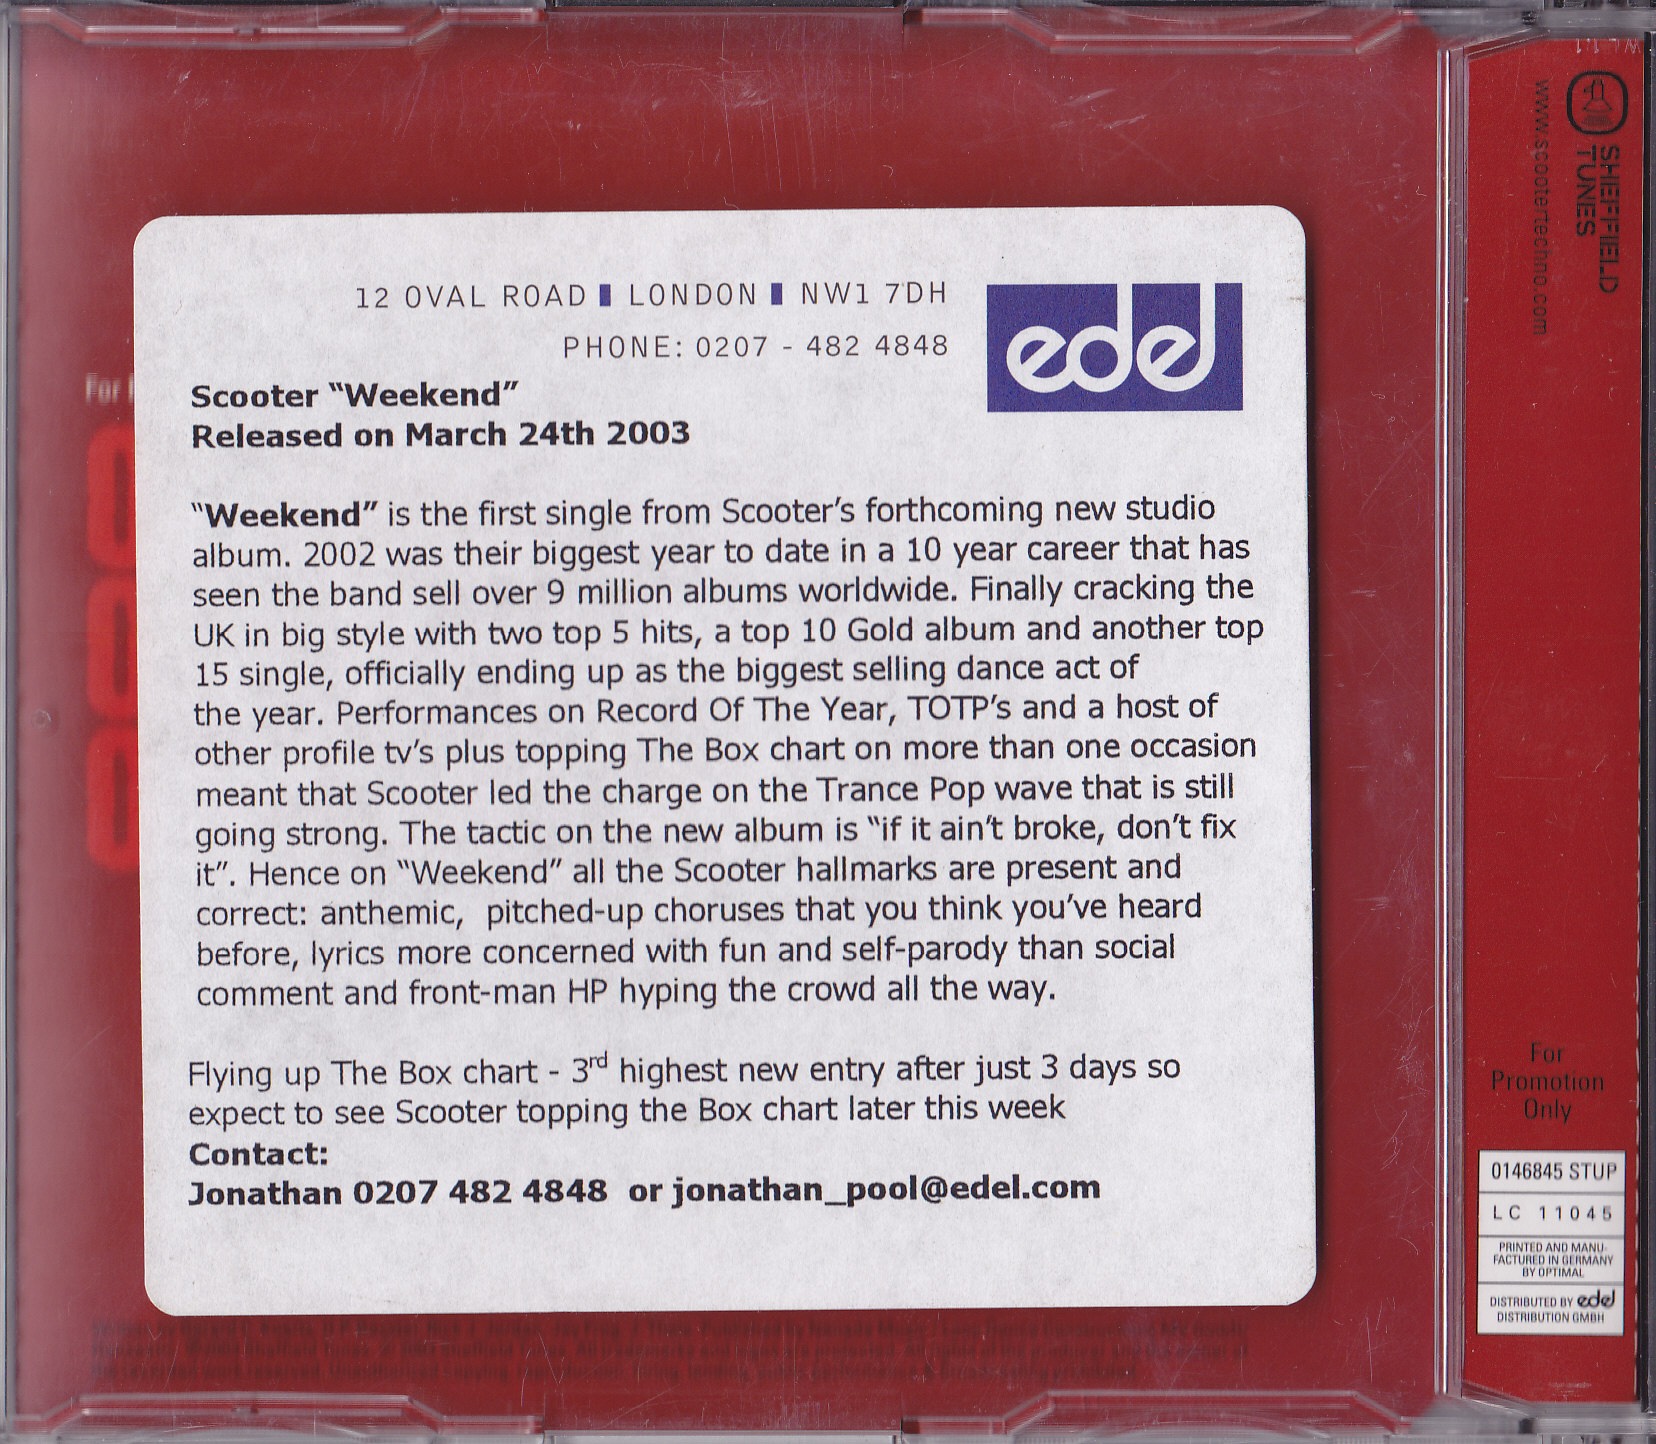 12 OVAL ROAD ▮ LONDON ▮ NW1 7DH
PHONE: 0207 - 482 4848
edel
Scooter "Weekend"
Released on March 24th 2003
"Weekend" is the first single from Scooter's forthcoming new studio
album. 2002 was their biggest year to date in a 10 year career that has
seen the band sell over 9 million albums worldwide. Finally cracking the
UK in big style with two top 5 hits, a top 10 Gold album and another top
15 single, officially ending up as the biggest selling dance act of
the year. Performances on Record Of The Year, TOTP's and a host of
other profile tv's plus topping The Box chart on more than one occasion
meant that Scooter led the charge on the Trance Pop wave that is still
going strong. The tactic on the new album is "if it ain't broke, don't fix
it". Hence on "Weekend" all the Scooter hallmarks are present and
correct: anthemic, pitched-up choruses that you think you've heard
before, lyrics more concerned with fun and self-parody than social
comment and front-man HP hyping the crowd all the way.
Flying up The Box chart - 3rd highest new entry after just 3 days so
expect to see Scooter topping the Box chart later this week
Contact:
Jonathan 0207 482 4848 or jonathan_pool@edel.com
For
SHEFFIELD
TUNES
www.scootertechno.com
For
Promotion
Only
0146845 STUP
LC 11045
PRINTED AND MANU-
FACTURED IN GERMANY
BY OPTIMAL
DISTRIBUTED BY edel
DISTRIBUTION GMBH